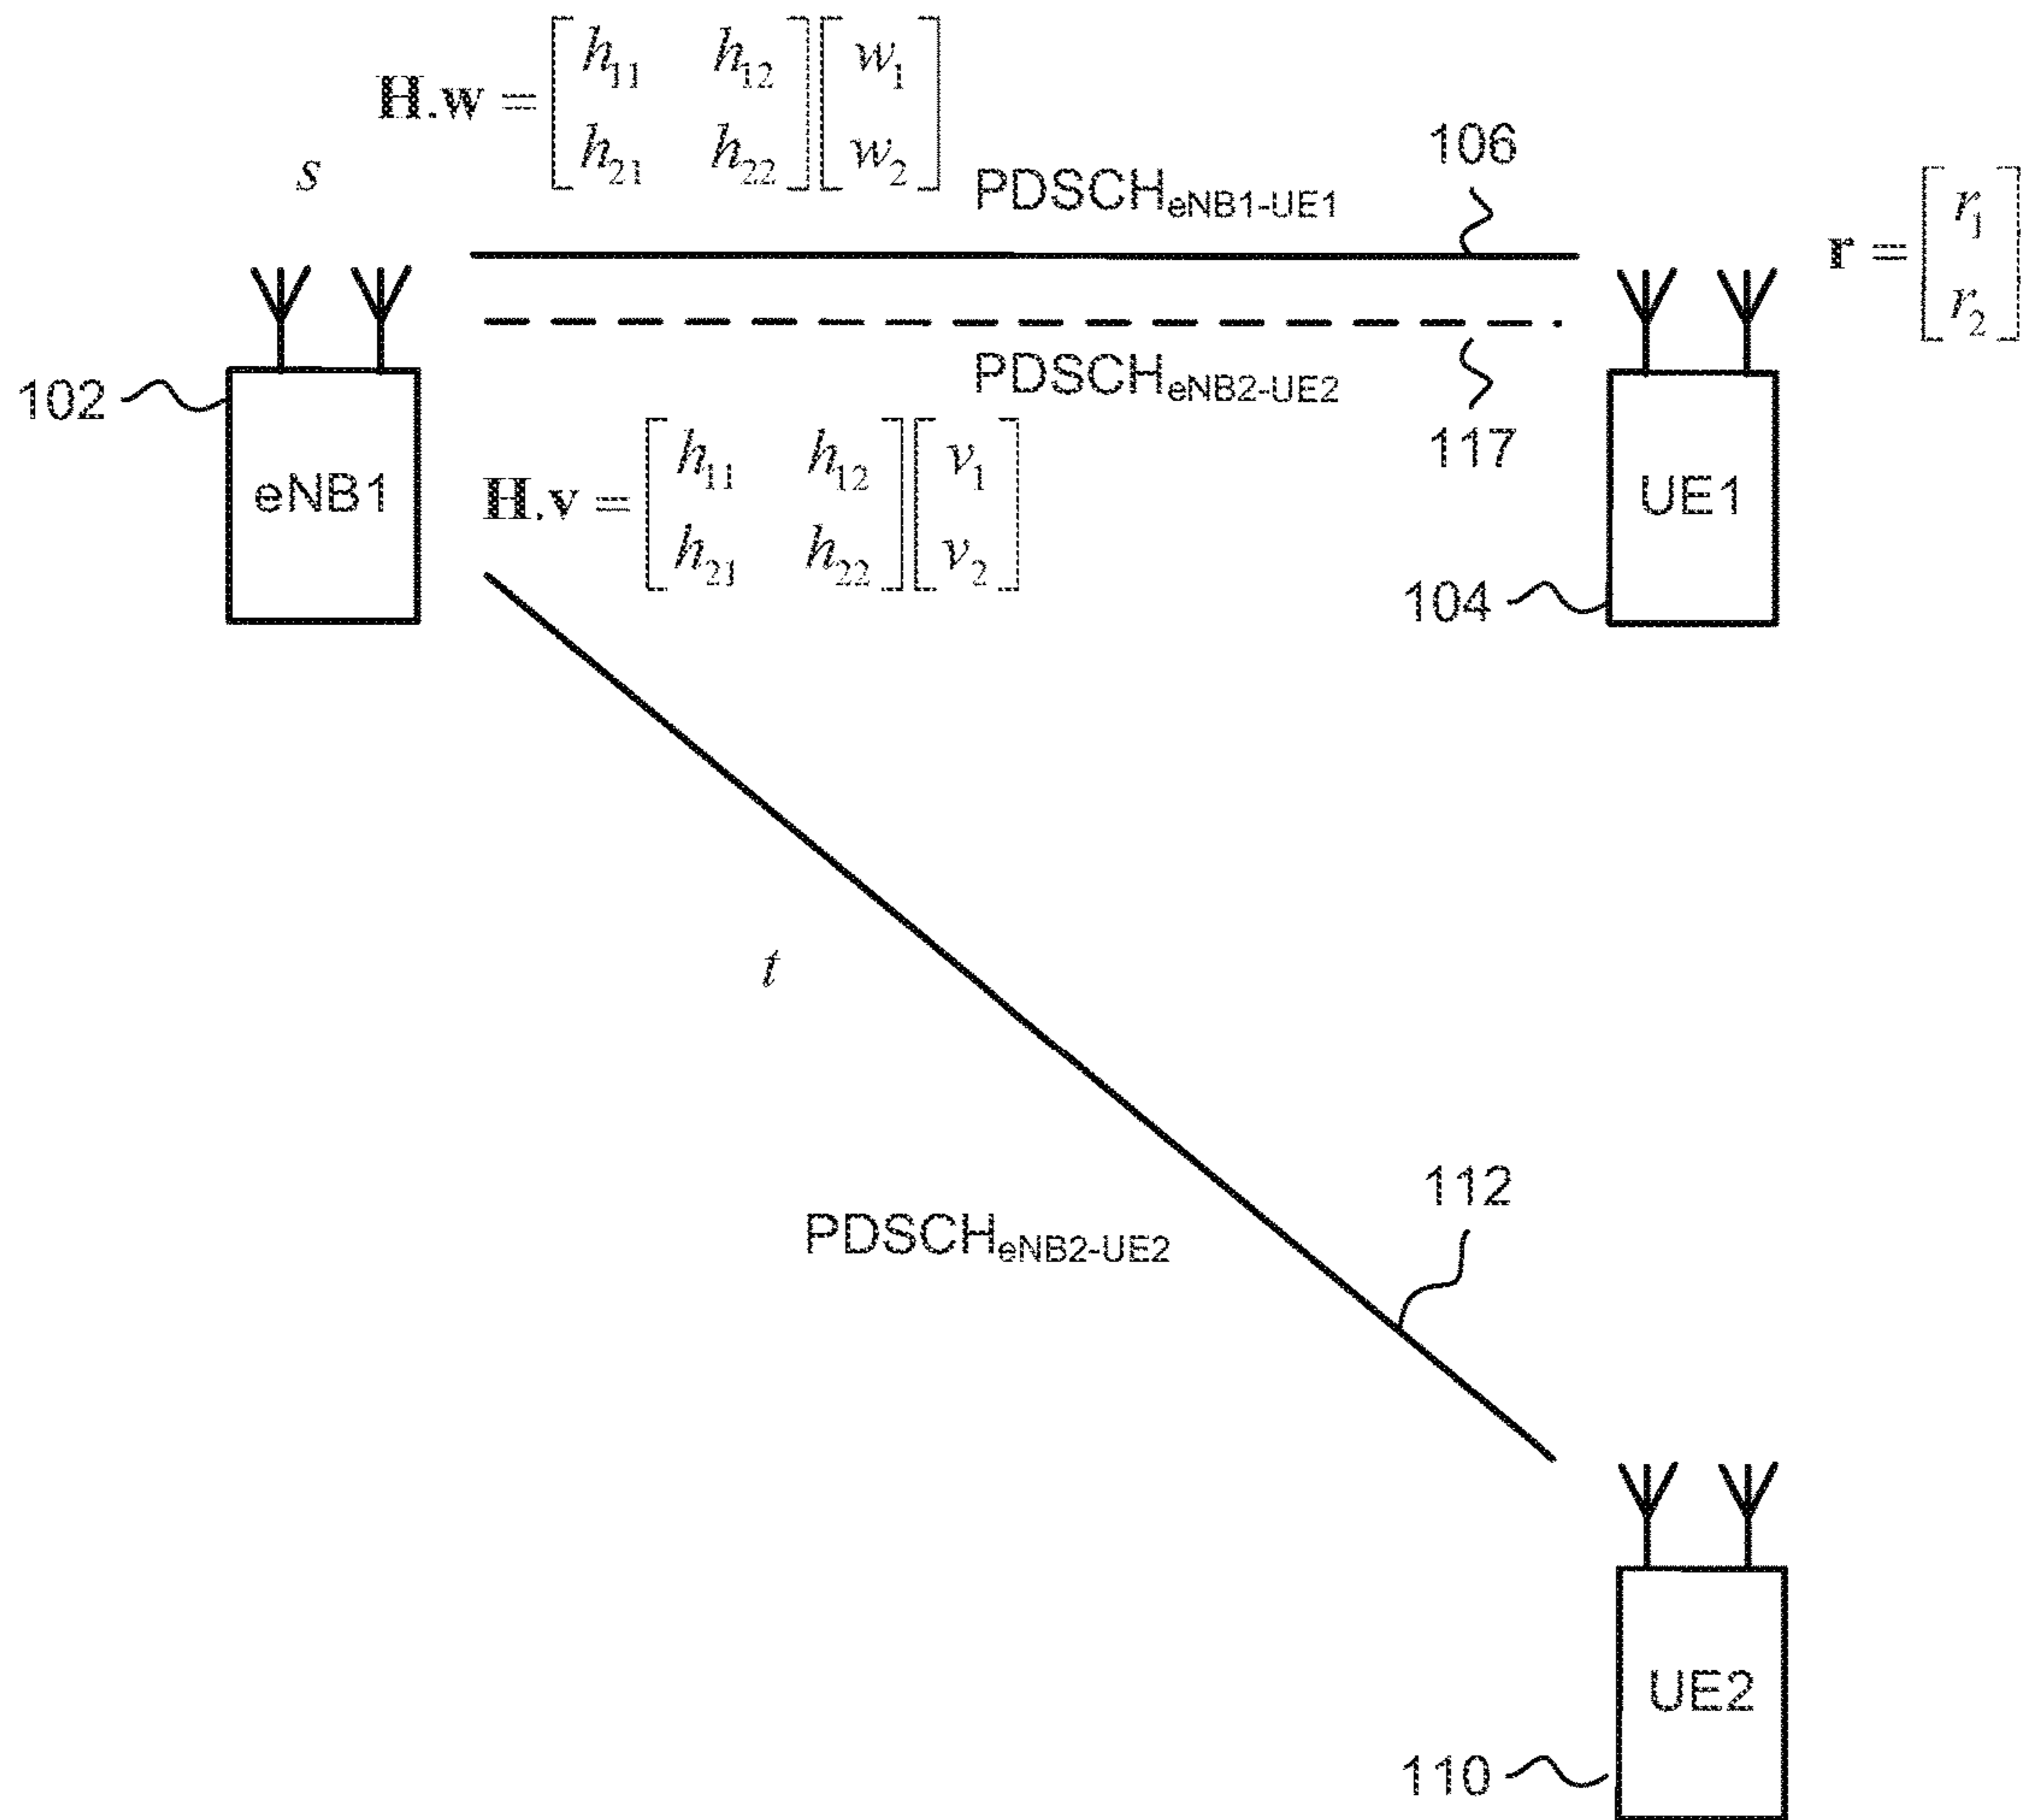 H.w = [h11 h12 h21 h22] [w1 w2]
s
PDSCHeNB1-UE1
106
r = [r1 r2]
PDSCHeNB2-UE2
117
102
eNB1
H.v = [h11 h12 h21 h22] [v1 v2]
UE1
104
t
112
PDSCHeNB2-UE2
UE2
110